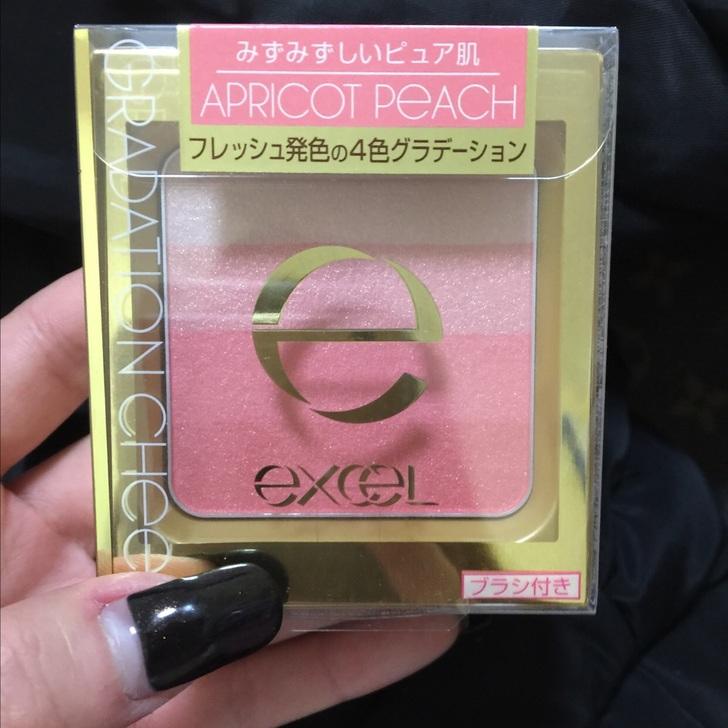 みずみずしいピュア肌
APRICOT PeACH
フレッシュ発色の4色グラデーション
GRADATION CHee
e
excel
ブラシ付き